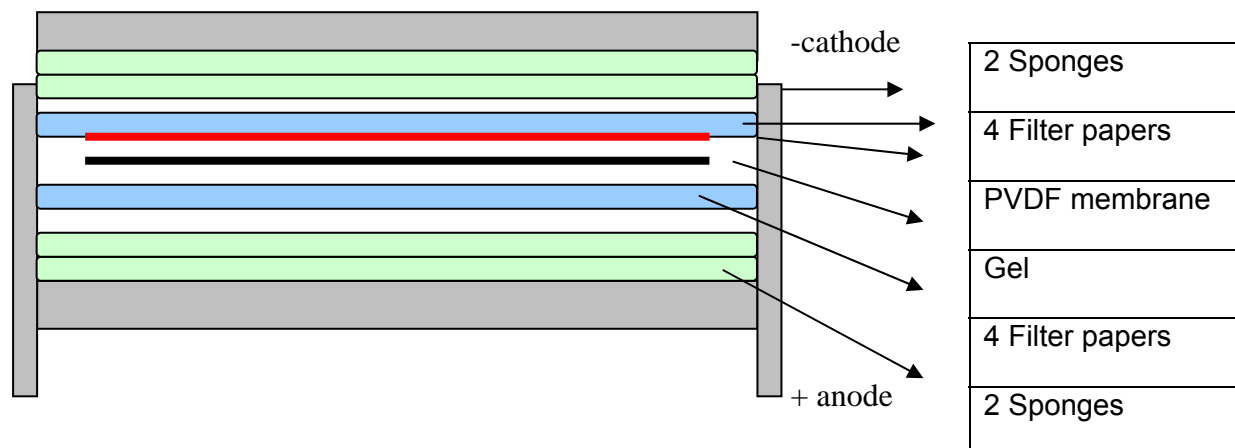 -cathode
2 Sponges
4 Filter papers
PVDF membrane
Gel
4 Filter papers
+ anode
2 Sponges